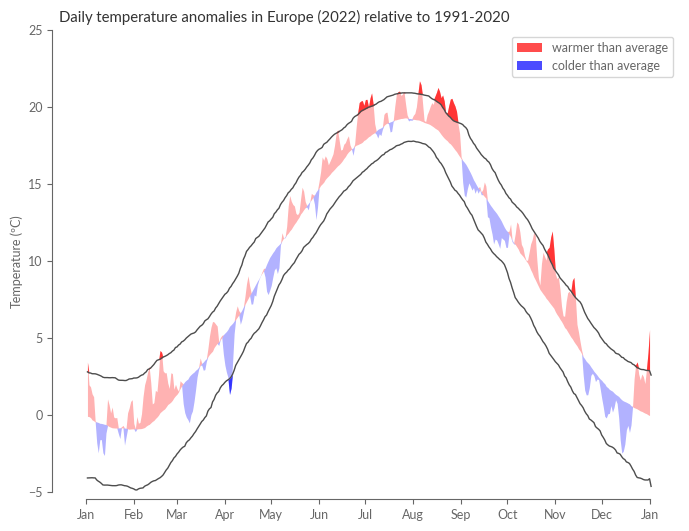 Daily temperature anomalies in Europe (2022) relative to 1991-2020
25
20
15
10
5
0
−5
Temperature (°C)
warmer than average
colder than average
Jan Feb Mar Apr May Jun Jul Aug Sep Oct Nov Dec Jan